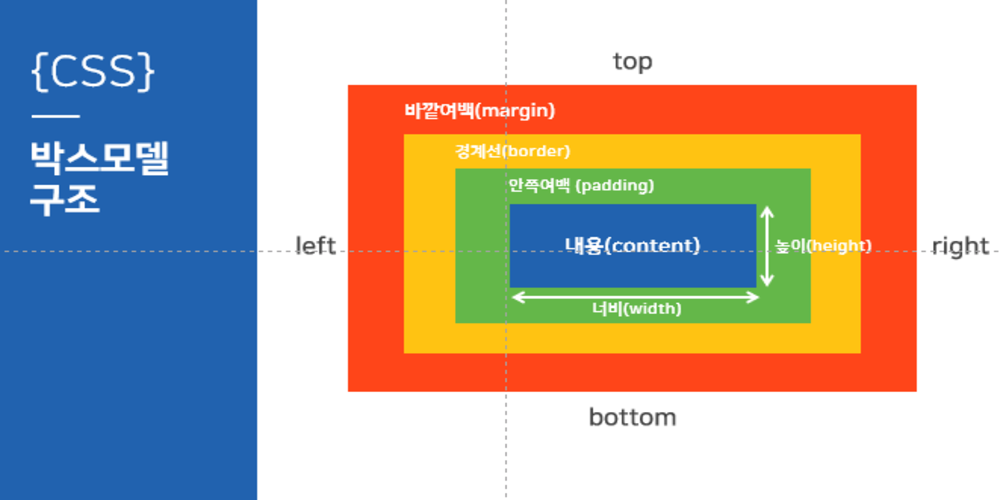 {CSS}
박스모델
구조
top
바깥여백(margin)
경계선(border)
안쪽여백 (padding)
left
내용(content)
높이(height)
right
너비(width)
bottom